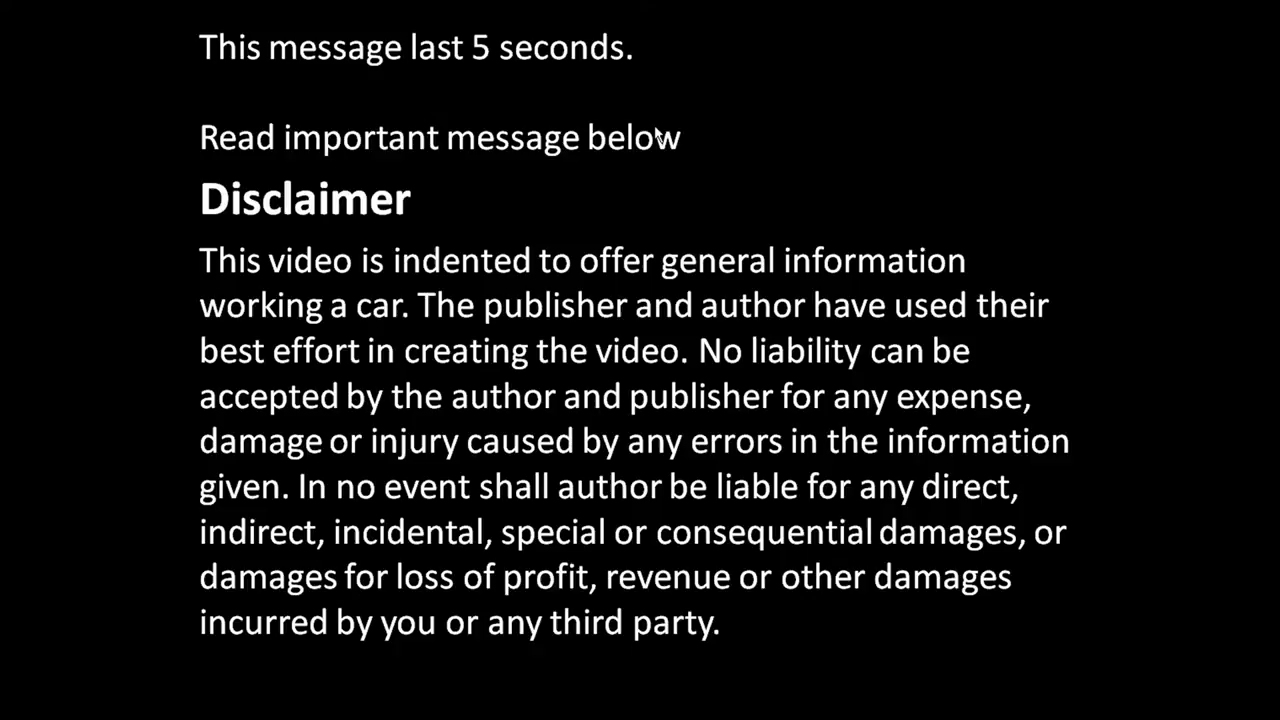 This message last 5 seconds.
Read important message below
Disclaimer
This video is indented to offer general information
working a car. The publisher and author have used their
best effort in creating the video. No liability can be
accepted by the author and publisher for any expense,
damage or injury caused by any errors in the information
given. In no event shall author be liable for any direct,
indirect, incidental, special or consequential damages, or
damages for loss of profit, revenue or other damages
incurred by you or any third party.